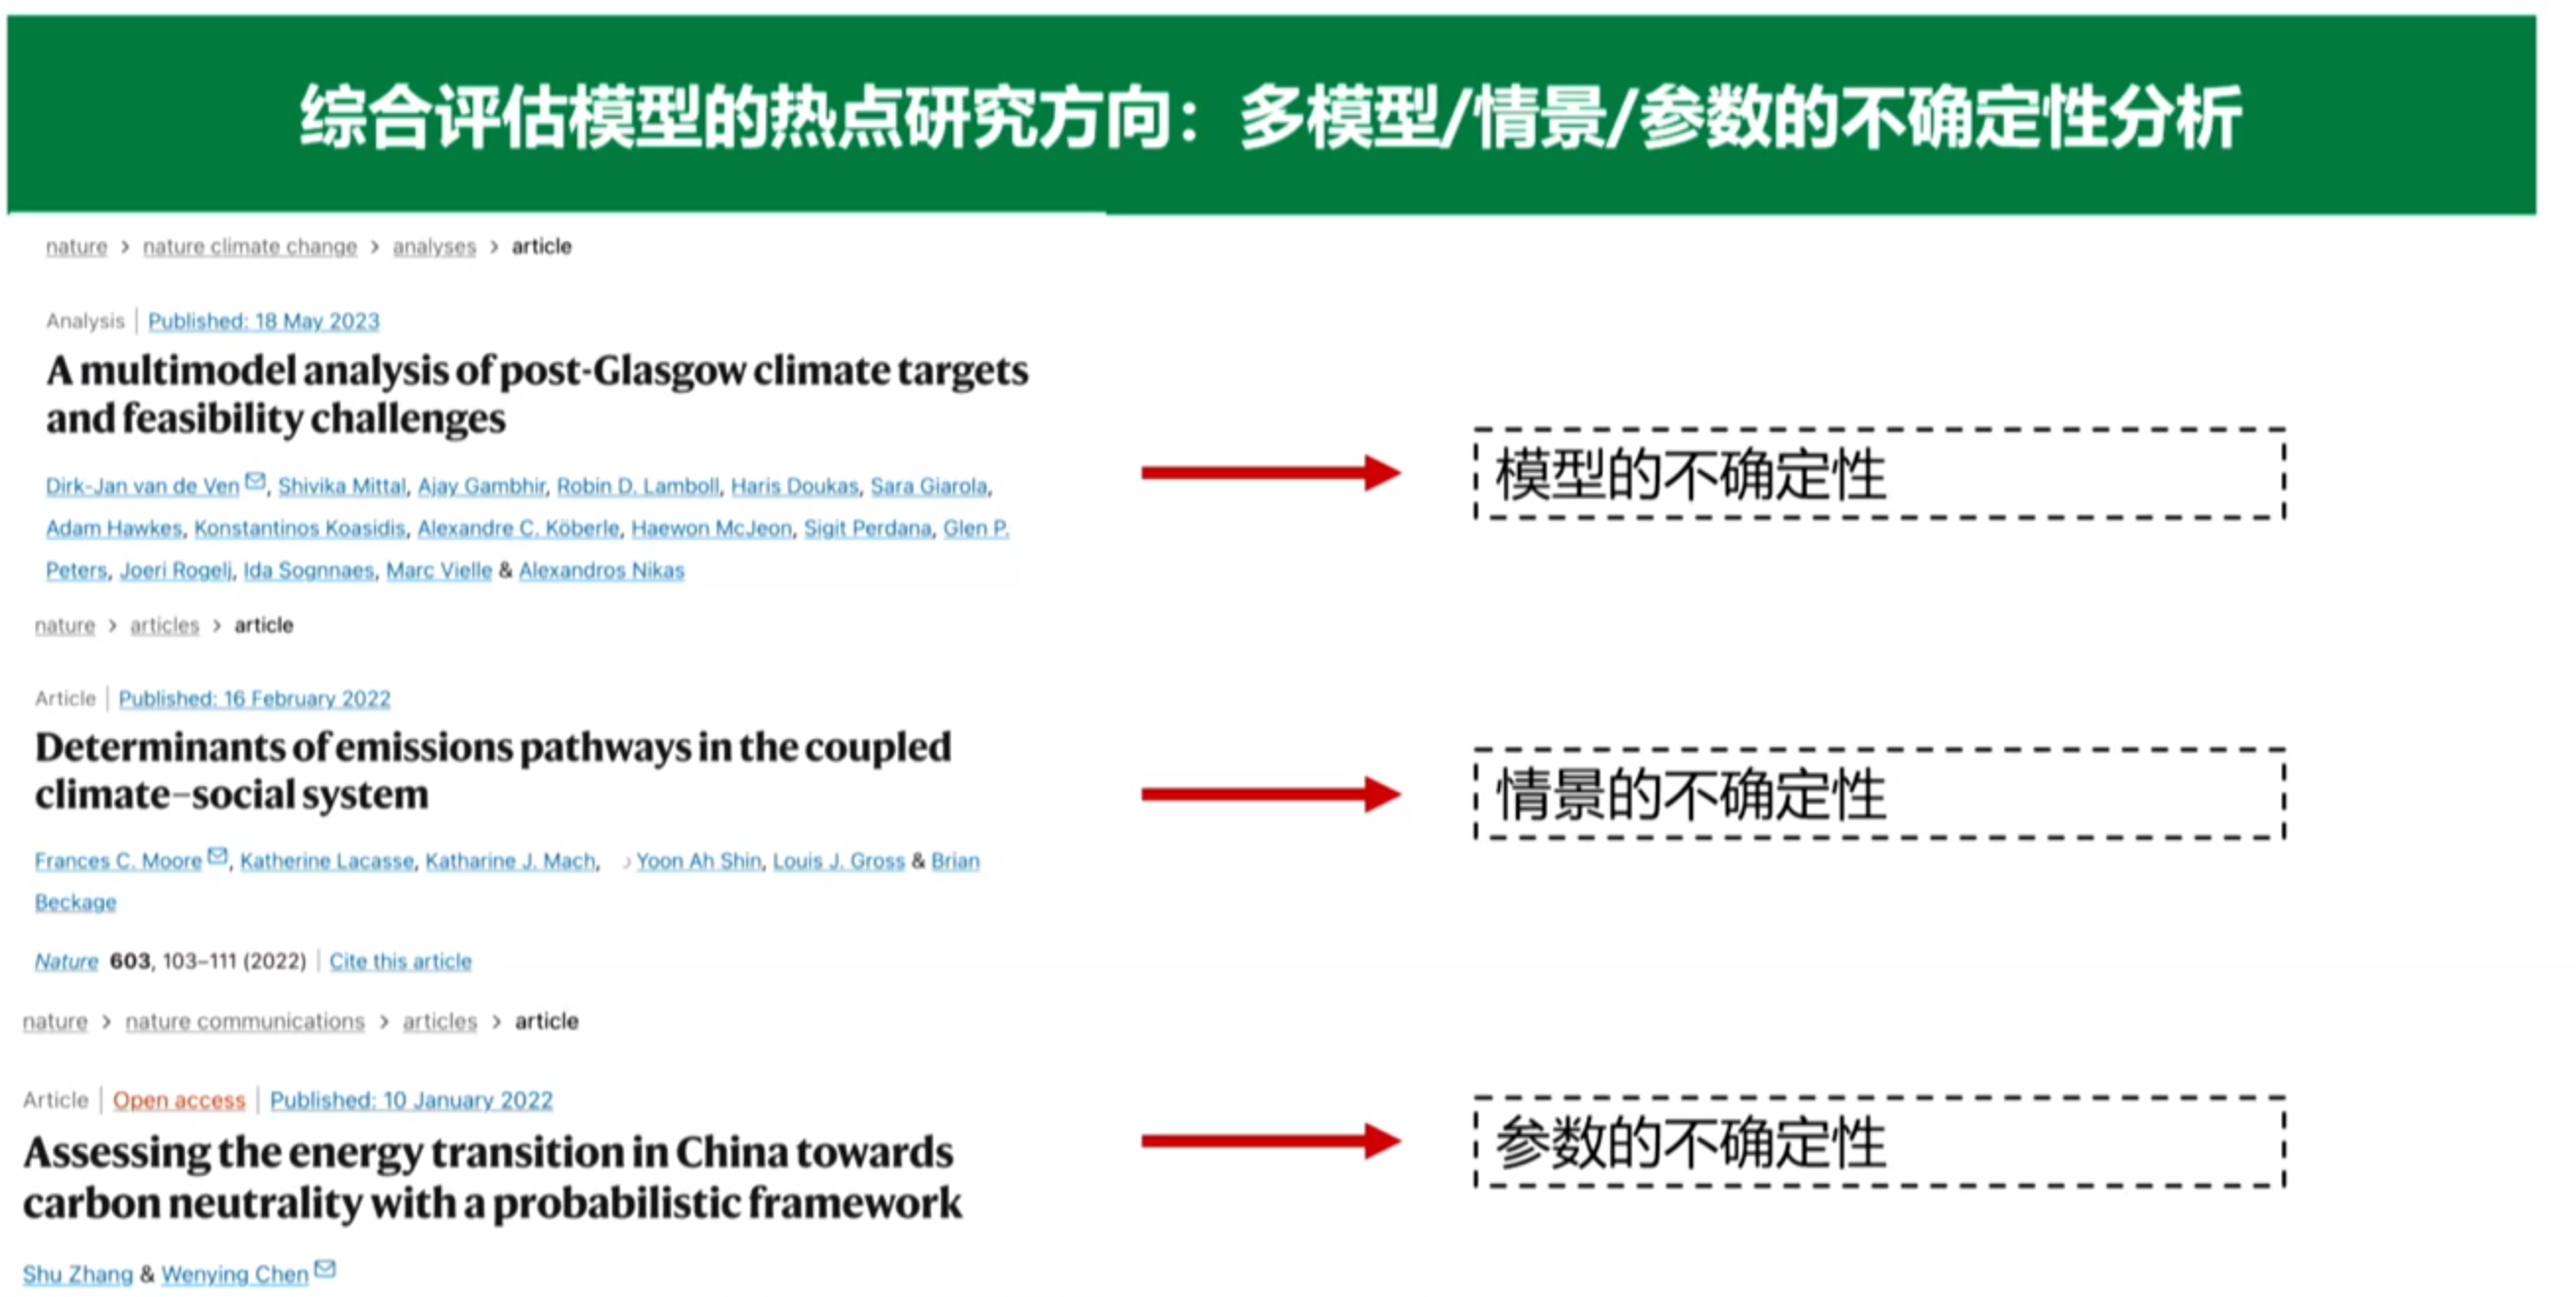 综合评估模型的热点研究方向：多模型/情景/参数的不确定性分析
nature > nature climate change > analyses > article
Analysis | Published: 18 May 2023
A multimodel analysis of post-Glasgow climate targets
and feasibility challenges
Dirk-Jan van de Ven, Shivika Mittal, Ajay Gambhir, Robin D. Lamboll, Haris Doukas, Sara Giarola,
Adam Hawkes, Konstantinos Koasidis, Alexandre C. Köberle, Haewon McJeon, Sigit Perdana, Glen P.
Peters, Joeri Rogelj, Ida Sognnaes, Marc Vielle & Alexandros Nikas
模型的不确定性
nature > articles > article
Article | Published: 16 February 2022
Determinants of emissions pathways in the coupled
climate–social system
Frances C. Moore, Katherine Lacasse, Katharine J. Mach, Yoon Ah Shin, Louis J. Gross & Brian
Beckage
Nature 603, 103–111 (2022) | Cite this article
情景的不确定性
nature > nature communications > articles > article
Article | Open access | Published: 10 January 2022
Assessing the energy transition in China towards
carbon neutrality with a probabilistic framework
Shu Zhang & Wenying Chen
参数的不确定性